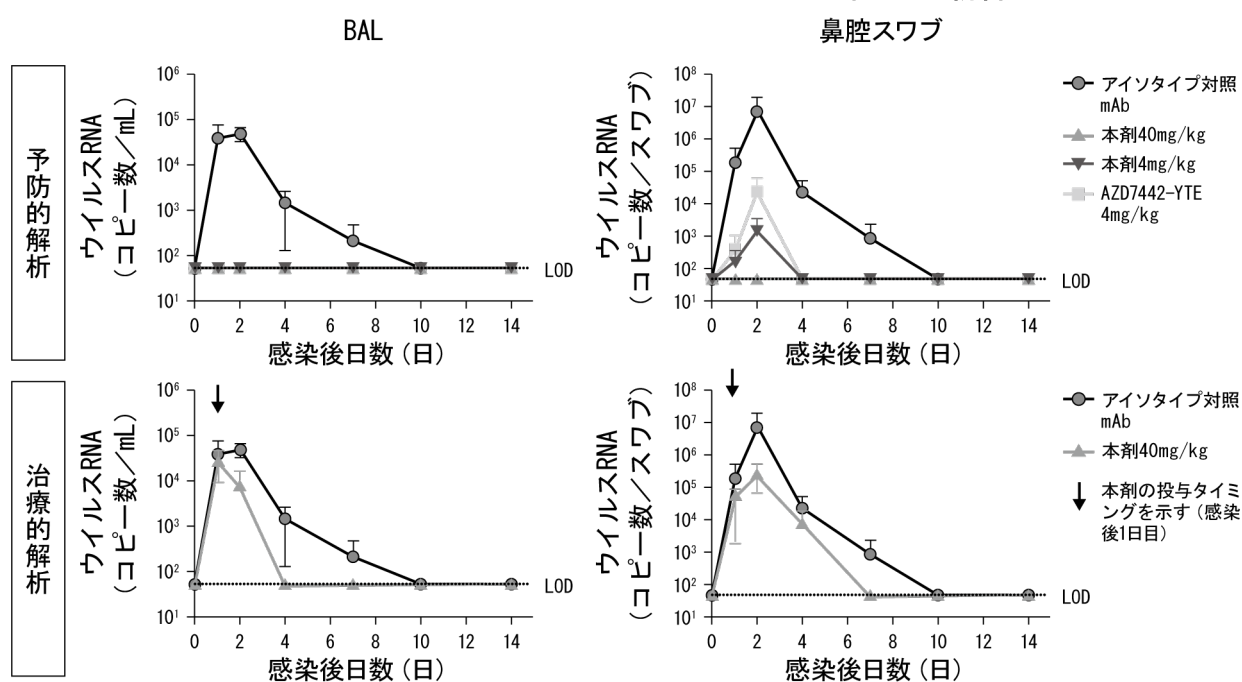 BAL
鼻腔スワブ
予防的解析
ウイルスRNA
（コピー数／mL）
10⁶
10⁵
10⁴
10³
10²
10¹
LOD
0 2 4 6 8 10 12 14
感染後日数（日）
ウイルスRNA
（コピー数／スワブ）
10⁸
10⁷
10⁶
10⁵
10⁴
10³
10²
10¹
LOD
0 2 4 6 8 10 12 14
感染後日数（日）
アイソタイプ対照
mAb
本剤40mg/kg
本剤4mg/kg
AZD7442-YTE
4mg/kg
治療的解析
ウイルスRNA
（コピー数／mL）
10⁶
10⁵
10⁴
10³
10²
10¹
LOD
0 2 4 6 8 10 12 14
感染後日数（日）
ウイルスRNA
（コピー数／スワブ）
10⁸
10⁷
10⁶
10⁵
10⁴
10³
10²
10¹
LOD
0 2 4 6 8 10 12 14
感染後日数（日）
アイソタイプ対照
mAb
本剤40mg/kg
本剤の投与タイミ
ングを示す（感染
後1日目）